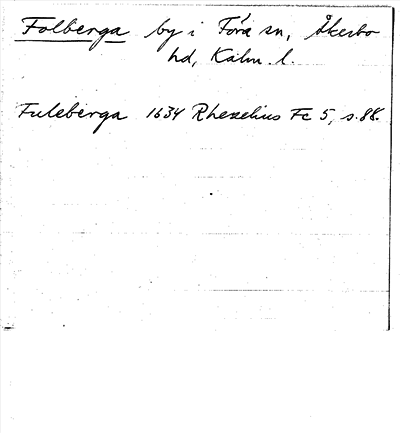 Folberga by i Föra sn, Åkerbo
hd, Kalm. l.
Fuleberga 1634 Rhezelius Fc 5, s. 88.